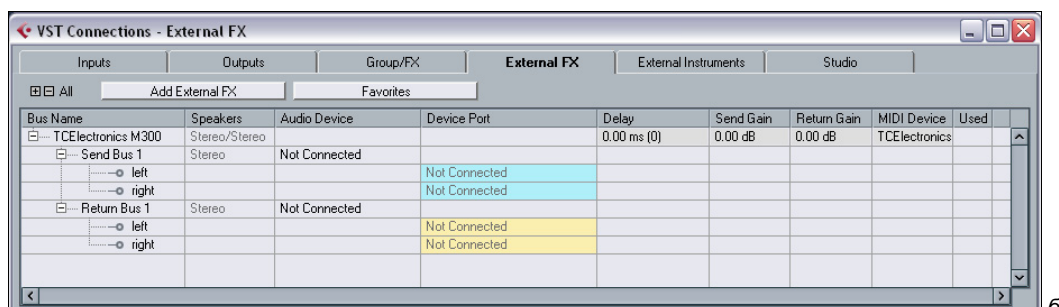 VST Connections - External FX
Inputs Outputs Group/FX External FX External Instruments Studio
All Add External FX Favorites
Bus Name Speakers Audio Device Device Port Delay Send Gain Return Gain MIDI Device Used
TCElectronics M300 Stereo/Stereo 0.00 ms (0) 0.00 dB 0.00 dB TCElectronics
Send Bus 1 Stereo Not Connected
left Not Connected
right Not Connected
Return Bus 1 Stereo Not Connected
left Not Connected
right Not Connected